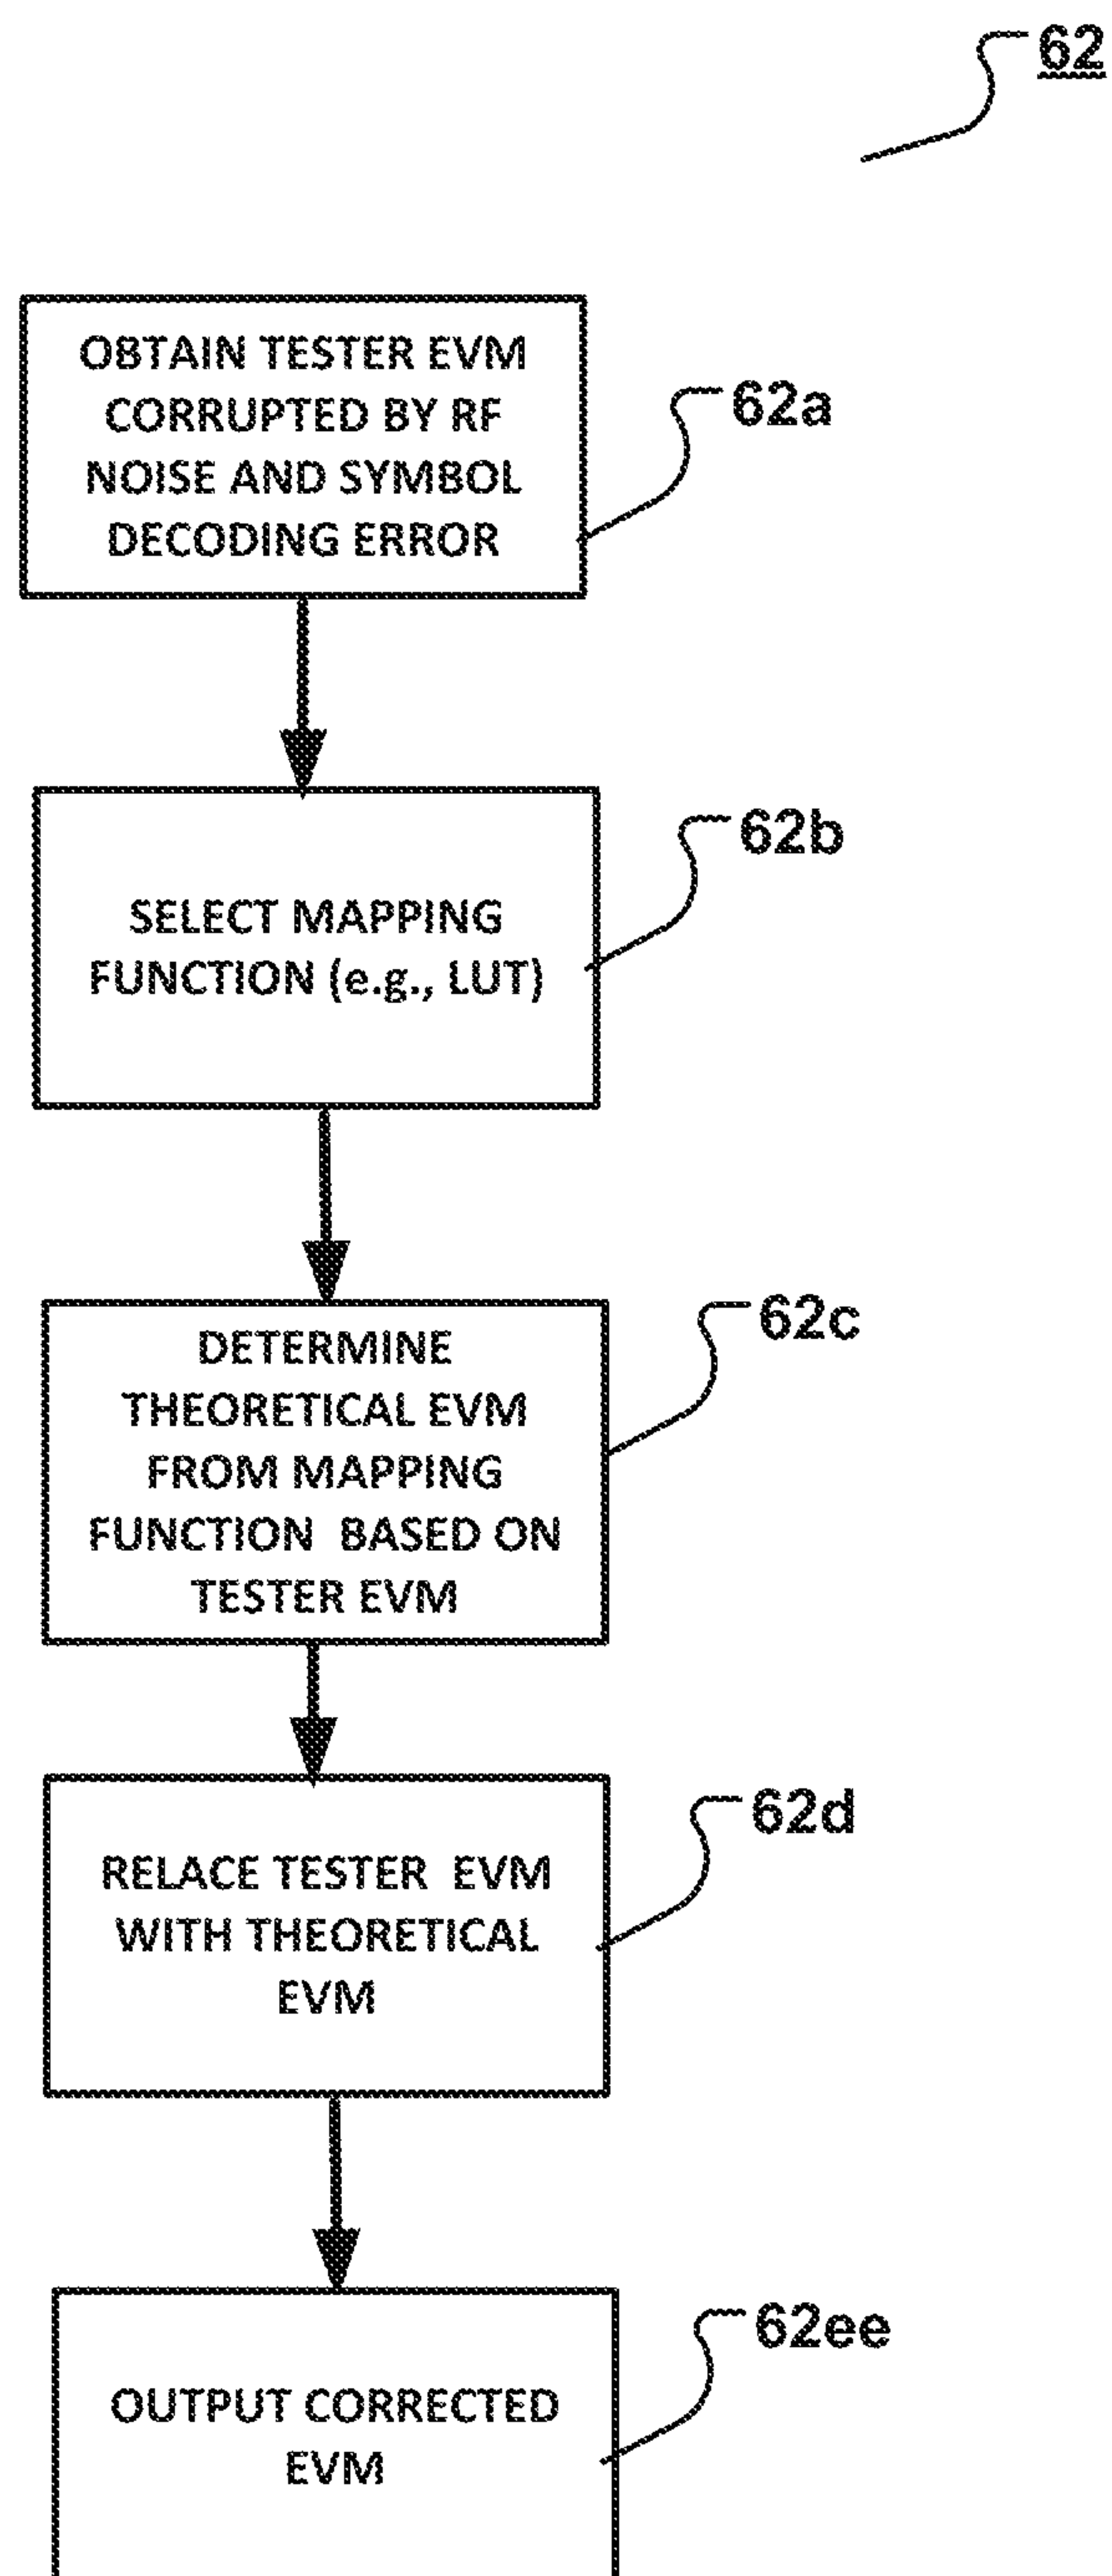 62
OBTAIN TESTER EVM
CORRUPTED BY RF
NOISE AND SYMBOL
DECODING ERROR
62a
SELECT MAPPING
FUNCTION (e.g., LUT)
62b
DETERMINE
THEORETICAL EVM
FROM MAPPING
FUNCTION BASED ON
TESTER EVM
62c
RELACE TESTER EVM
WITH THEORETICAL
EVM
62d
OUTPUT CORRECTED
EVM
62ee